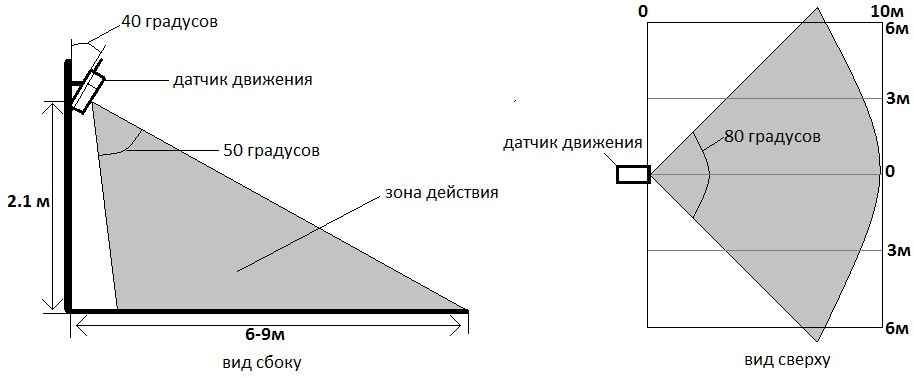 40 градусов
датчик движения
50 градусов
2.1 м
зона действия
6-9м
вид сбоку
0
10м
6м
3м
датчик движения
80 градусов
0
3м
6м
вид сверху